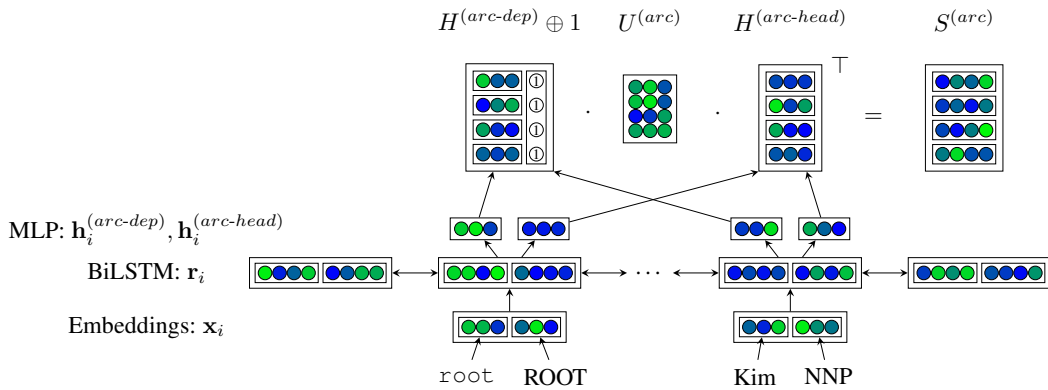 H^(arc-dep) ⊕ 1 U^(arc) H^(arc-head) S^(arc)
⊤
1
1
· · =
1
1
MLP: h_i^(arc-dep), h_i^(arc-head)
BiLSTM: r_i ...
Embeddings: x_i
root ROOT Kim NNP